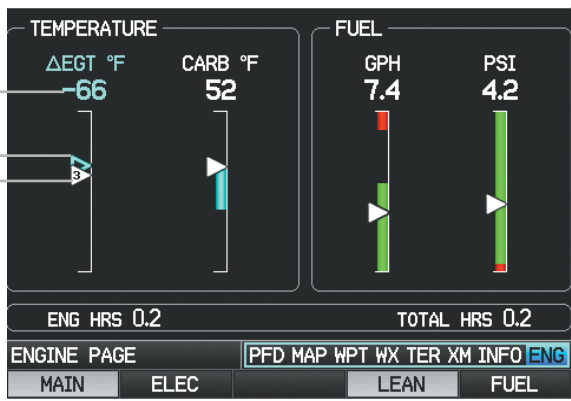 TEMPERATURE
FUEL
ΔEGT °F
CARB °F
GPH
PSI
-66
52
7.4
4.2
3
ENG HRS 0.2
TOTAL HRS 0.2
ENGINE PAGE
PFD MAP WPT WX TER XM INFO ENG
MAIN
ELEC
LEAN
FUEL